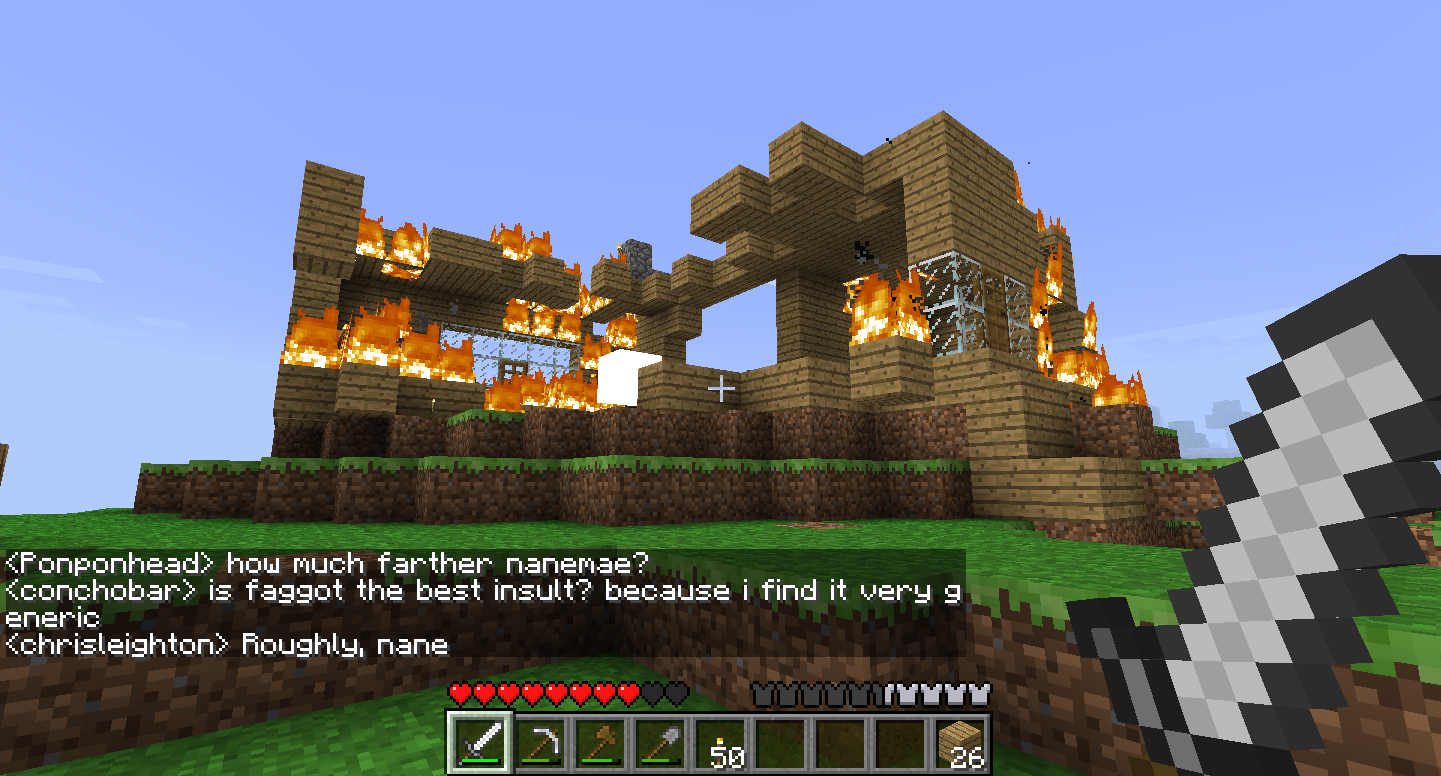 <Ponponhead> how much farther nanemae?
<conchobar> is faggot the best insult? because i find it very g
eneric
<chrisleighton> Roughly, nane
50
26